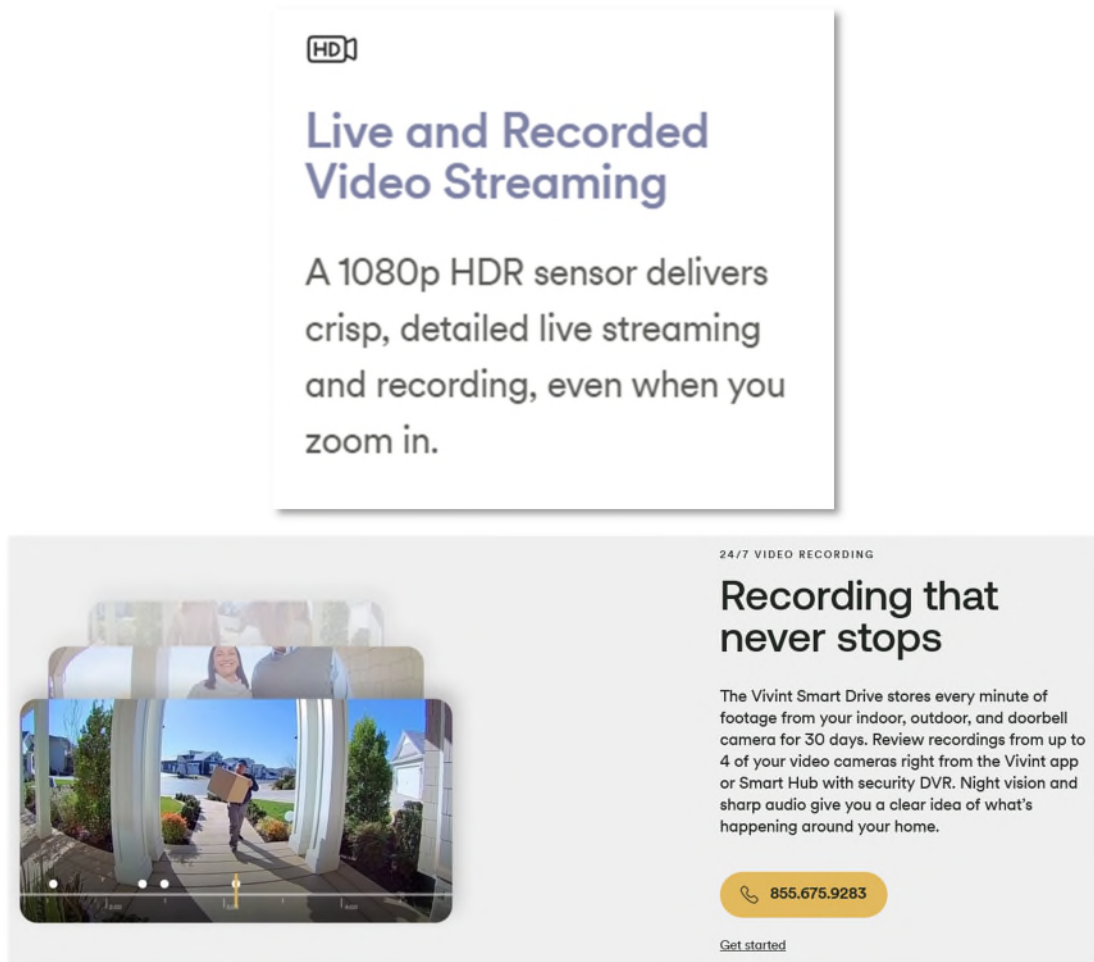 HD
Live and Recorded
Video Streaming
A 1080p HDR sensor delivers
crisp, detailed live streaming
and recording, even when you
zoom in.
24/7 VIDEO RECORDING
Recording that
never stops
The Vivint Smart Drive stores every minute of
footage from your indoor, outdoor, and doorbell
camera for 30 days. Review recordings from up to
4 of your video cameras right from the Vivint app
or Smart Hub with security DVR. Night vision and
sharp audio give you a clear idea of what's
happening around your home.
855.675.9283
Get started